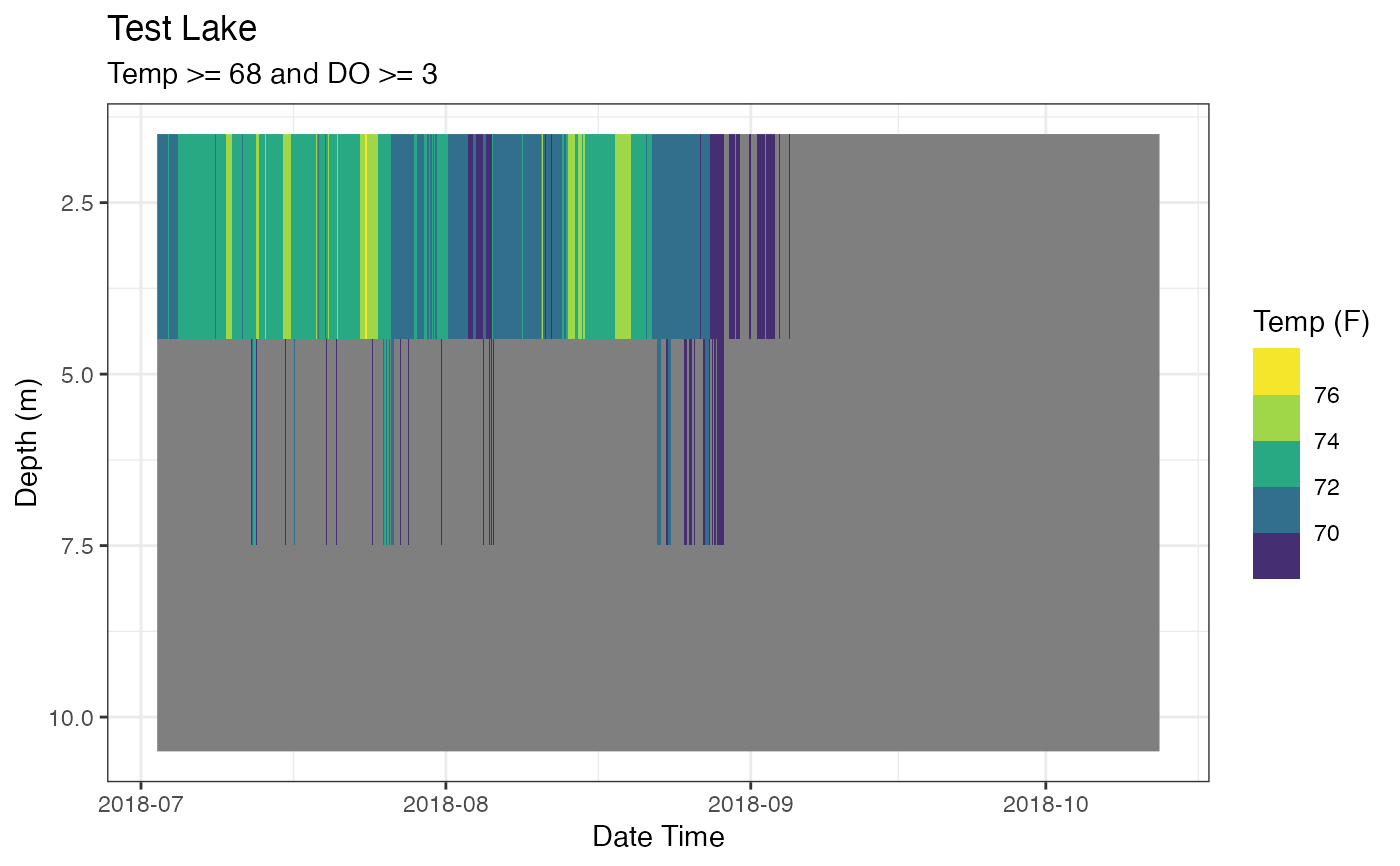 Test Lake
Temp >= 68 and DO >= 3
2.5
5.0
7.5
10.0
Depth (m)
2018-07
2018-08
2018-09
2018-10
Date Time
Temp (F)
76
74
72
70